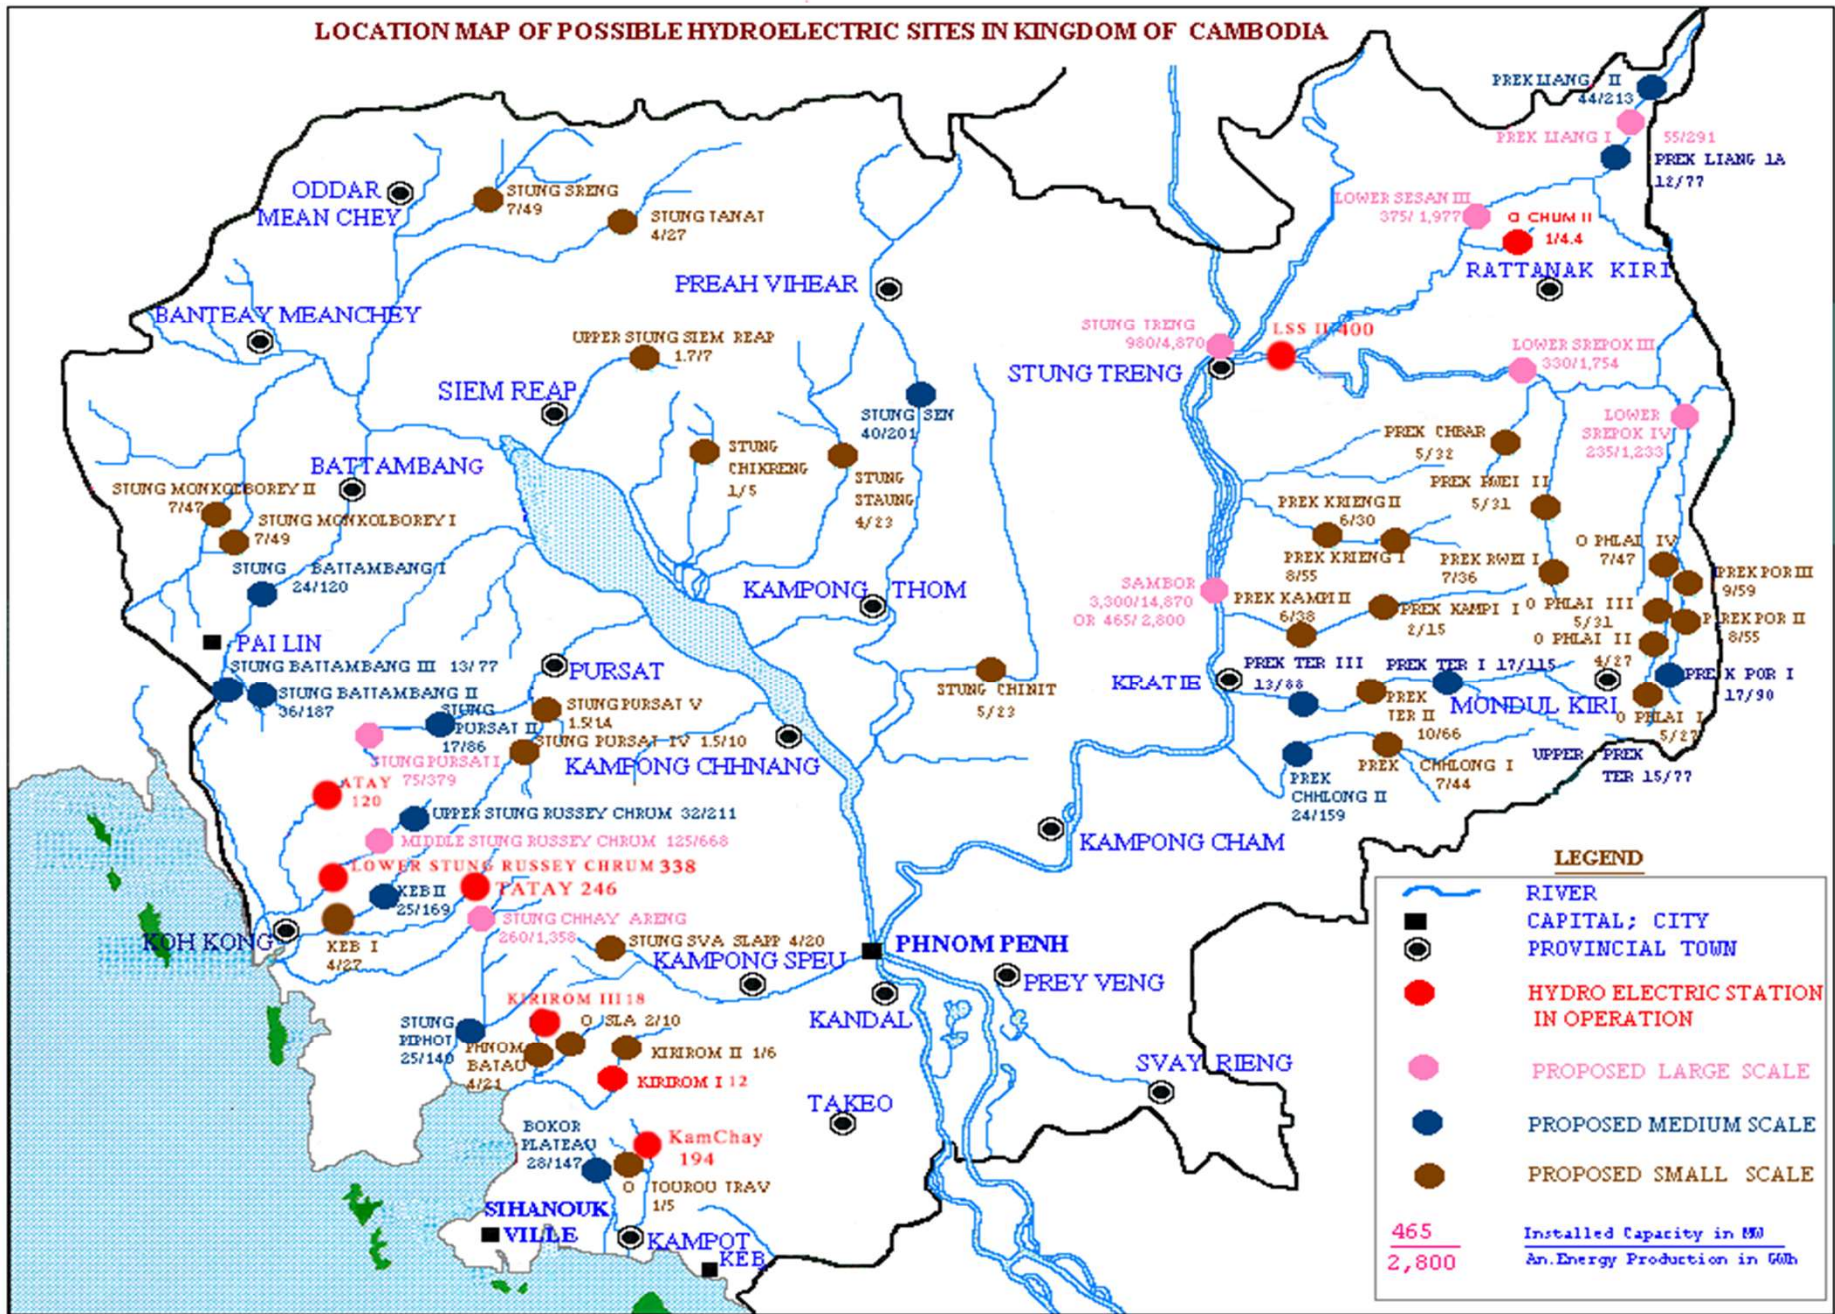 LOCATION MAP OF POSSIBLE HYDROELECTRIC SITES IN KINGDOM OF CAMBODIA
PREK LIANG II
44/213
PREK LIANG I 55/291
PREK LIANG 1A
12/77
ODDAR
MEAN CHEY
STUNG SRENG
7/49
STUNG TANAT
4/27
LOWER SESAN III
375/ 1,977
O CHUM II
1/4.4
RATTANAK KIRI
PREAH VIHEAR
BANTEAY MEANCHEY
UPPER STUNG SIEM REAP
1.7/7
STUNG TRENG
980/4,870
LSS II 400
LOWER SREPOK III
330/1,754
STUNG TRENG
SIEM REAP
STUNG SEN
40/201
LOWER
SREPOK IV
235/1,233
PREK CHBAR
5/32
STUNG
CHIKRENG
1/5
BATTAMBANG
STUNG
STAUNG
4/23
STUNG MONKOLBOREY II
7/47
STUNG MONKOLBOREY I
7/49
PREK RWEI II
5/31
PREK KRIENG II
6/30
PREK KRIENG I
8/55
PREK RWEI I
7/36
O PHLAI IV
7/47
PREK POR III
9/59
STUNG BATTAMBANG I
24/120
KAMPONG THOM
SAMBOR
3,300/14,870
OR 465/ 2,800
PREK KAMPI II
6/38
PREK KAMPI I
2/15
O PHLAI III
5/31
PREK POR II
8/55
O PHLAI II
4/27
PAI LIN
STUNG BATTAMBANG III 13/77
STUNG BATTAMBANG II
36/187
PURSAT
STUNG CHINIT
5/23
KRATIE
PREK TER III
13/88
PREK TER I 17/115
PREK POR I
17/90
MONDUL KIRI
PREK
TER II
10/66
O PHLAI I
5/27
STUNG
PURSAT II
17/86
STUNG PURSAT V
1.5/14
STUNG PURSAT IV 1.5/10
STUNG PURSAT I
75/379
KAMPONG CHHNANG
PREK CHHLONG I
7/44
UPPER PREK
TER 15/77
PREK
CHHLONG II
24/159
ATAY
120
UPPER STUNG RUSSEY CHRUM 32/211
MIDDLE STUNG RUSSEY CHRUM 125/668
KAMPONG CHAM
LOWER STUNG RUSSEY CHRUM 338
KEB II
25/169
TATAY 246
STUNG CHHAY ARENG
260/1,358
KOH KONG
KEB I
4/27
STUNG SVA SLAPP 4/20
KAMPONG SPEU
PHNOM PENH
PREY VENG
KANDAL
KIRIROM III 18
STUNG
PIPHOT
25/140
O SLA 2/10
PHNOM
BATAU
4/21
KIRIROM II 1/6
KIRIROM I 12
SVAY RIENG
TAKEO
BOKOR
PLATEAU
28/147
KamChay
194
O TOUROU TRAV
1/5
SIHANOUK
VILLE
KAMPOT
KEB
LEGEND
RIVER
CAPITAL; CITY
PROVINCIAL TOWN
HYDRO ELECTRIC STATION
IN OPERATION
PROPOSED LARGE SCALE
PROPOSED MEDIUM SCALE
PROPOSED SMALL SCALE
465 Installed Capacity in MW
2,800 An.Energy Production in GWh